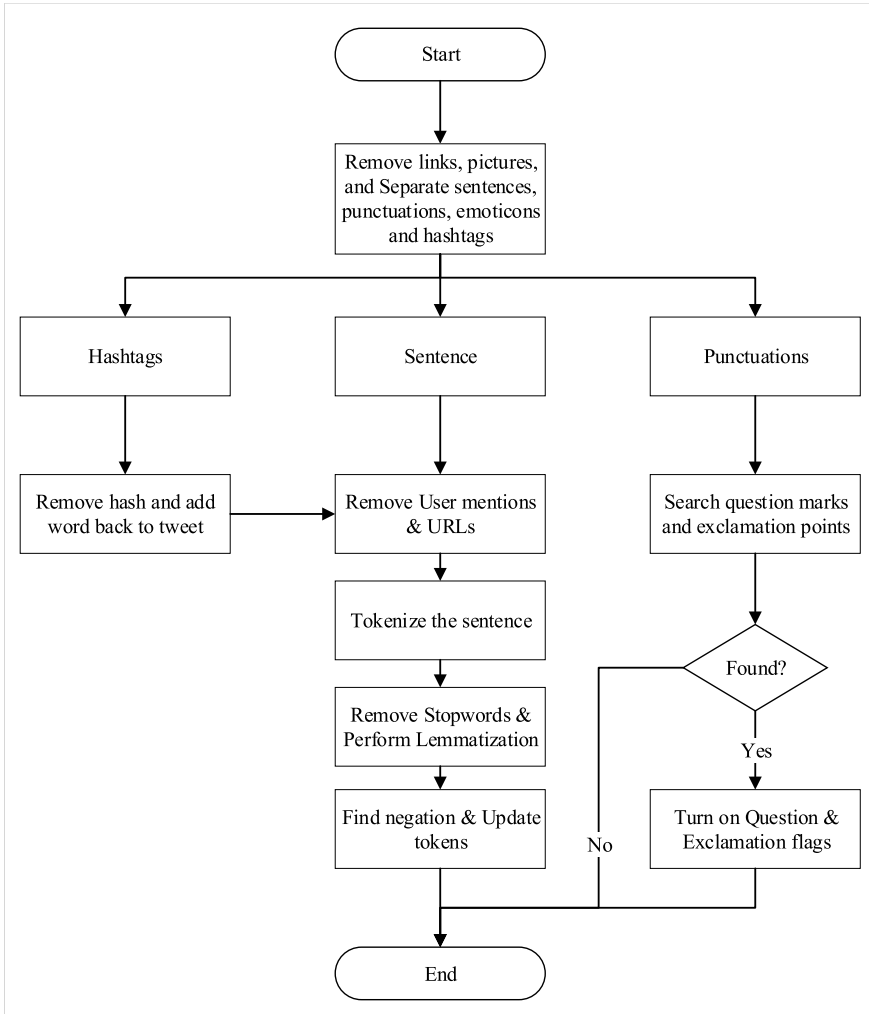 Start
Remove links, pictures,
and Separate sentences,
punctuations, emoticons
and hashtags
Hashtags
Sentence
Punctuations
Remove hash and add
word back to tweet
Remove User mentions
& URLs
Search question marks
and exclamation points
Tokenize the sentence
Found?
Remove Stopwords &
Perform Lemmatization
Yes
Find negation & Update
tokens
No
Turn on Question &
Exclamation flags
End